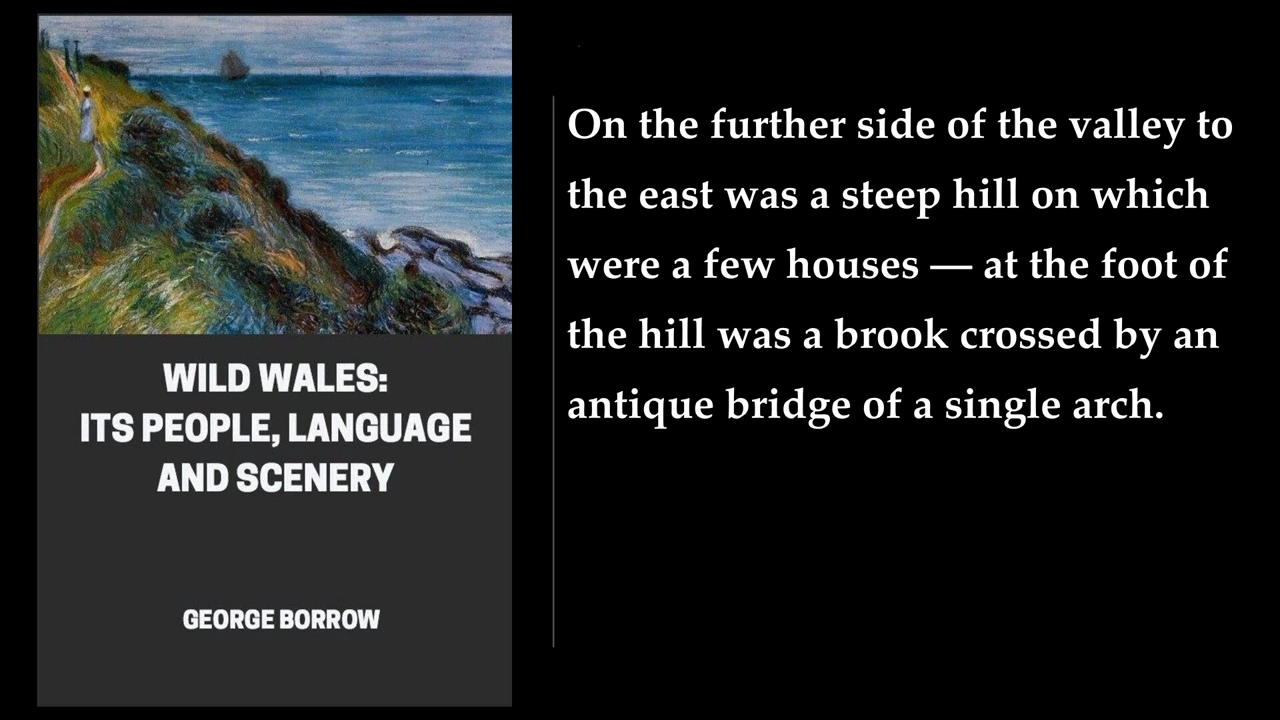 WILD WALES:
ITS PEOPLE, LANGUAGE
AND SCENERY
GEORGE BORROW
On the further side of the valley to
the east was a steep hill on which
were a few houses — at the foot of
the hill was a brook crossed by an
antique bridge of a single arch.